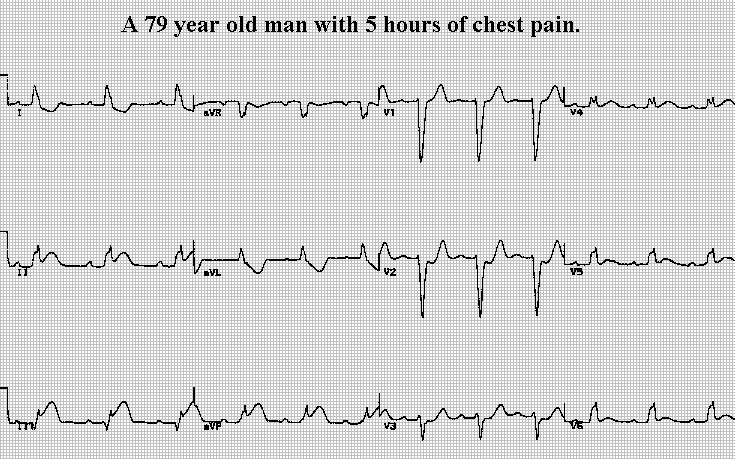 A 79 year old man with 5 hours of chest pain.
I aVR V1 V4
II aVL V2 V5
III aVF V3 V6